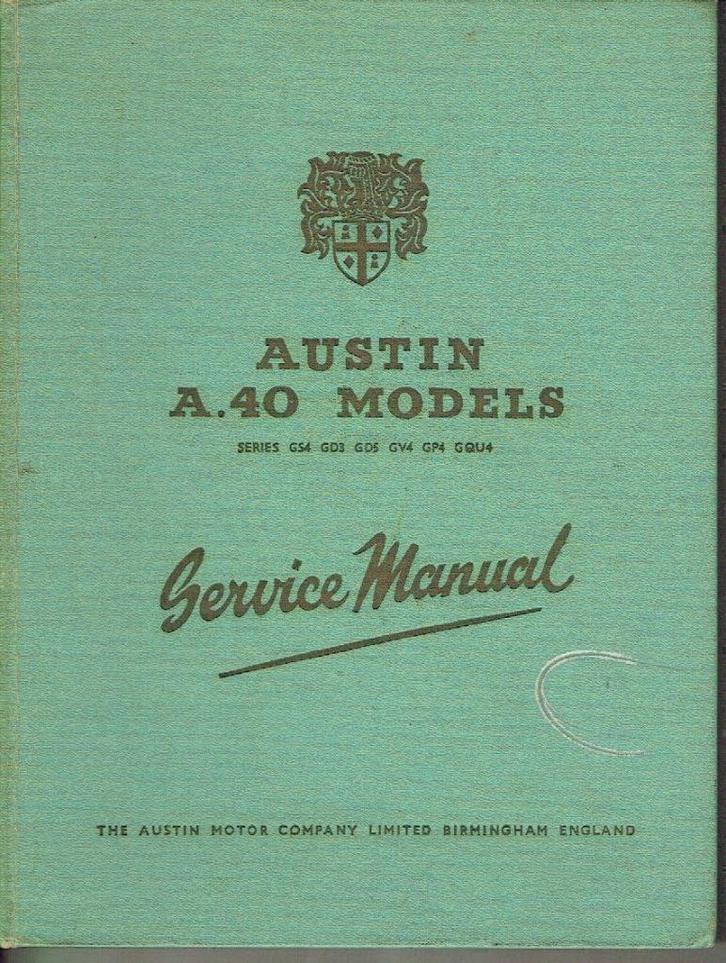 AUSTIN
A.40 MODELS
SERIES GS4 GD3 GD5 GV4 GP4 GQU4
Service Manual
THE AUSTIN MOTOR COMPANY LIMITED BIRMINGHAM ENGLAND